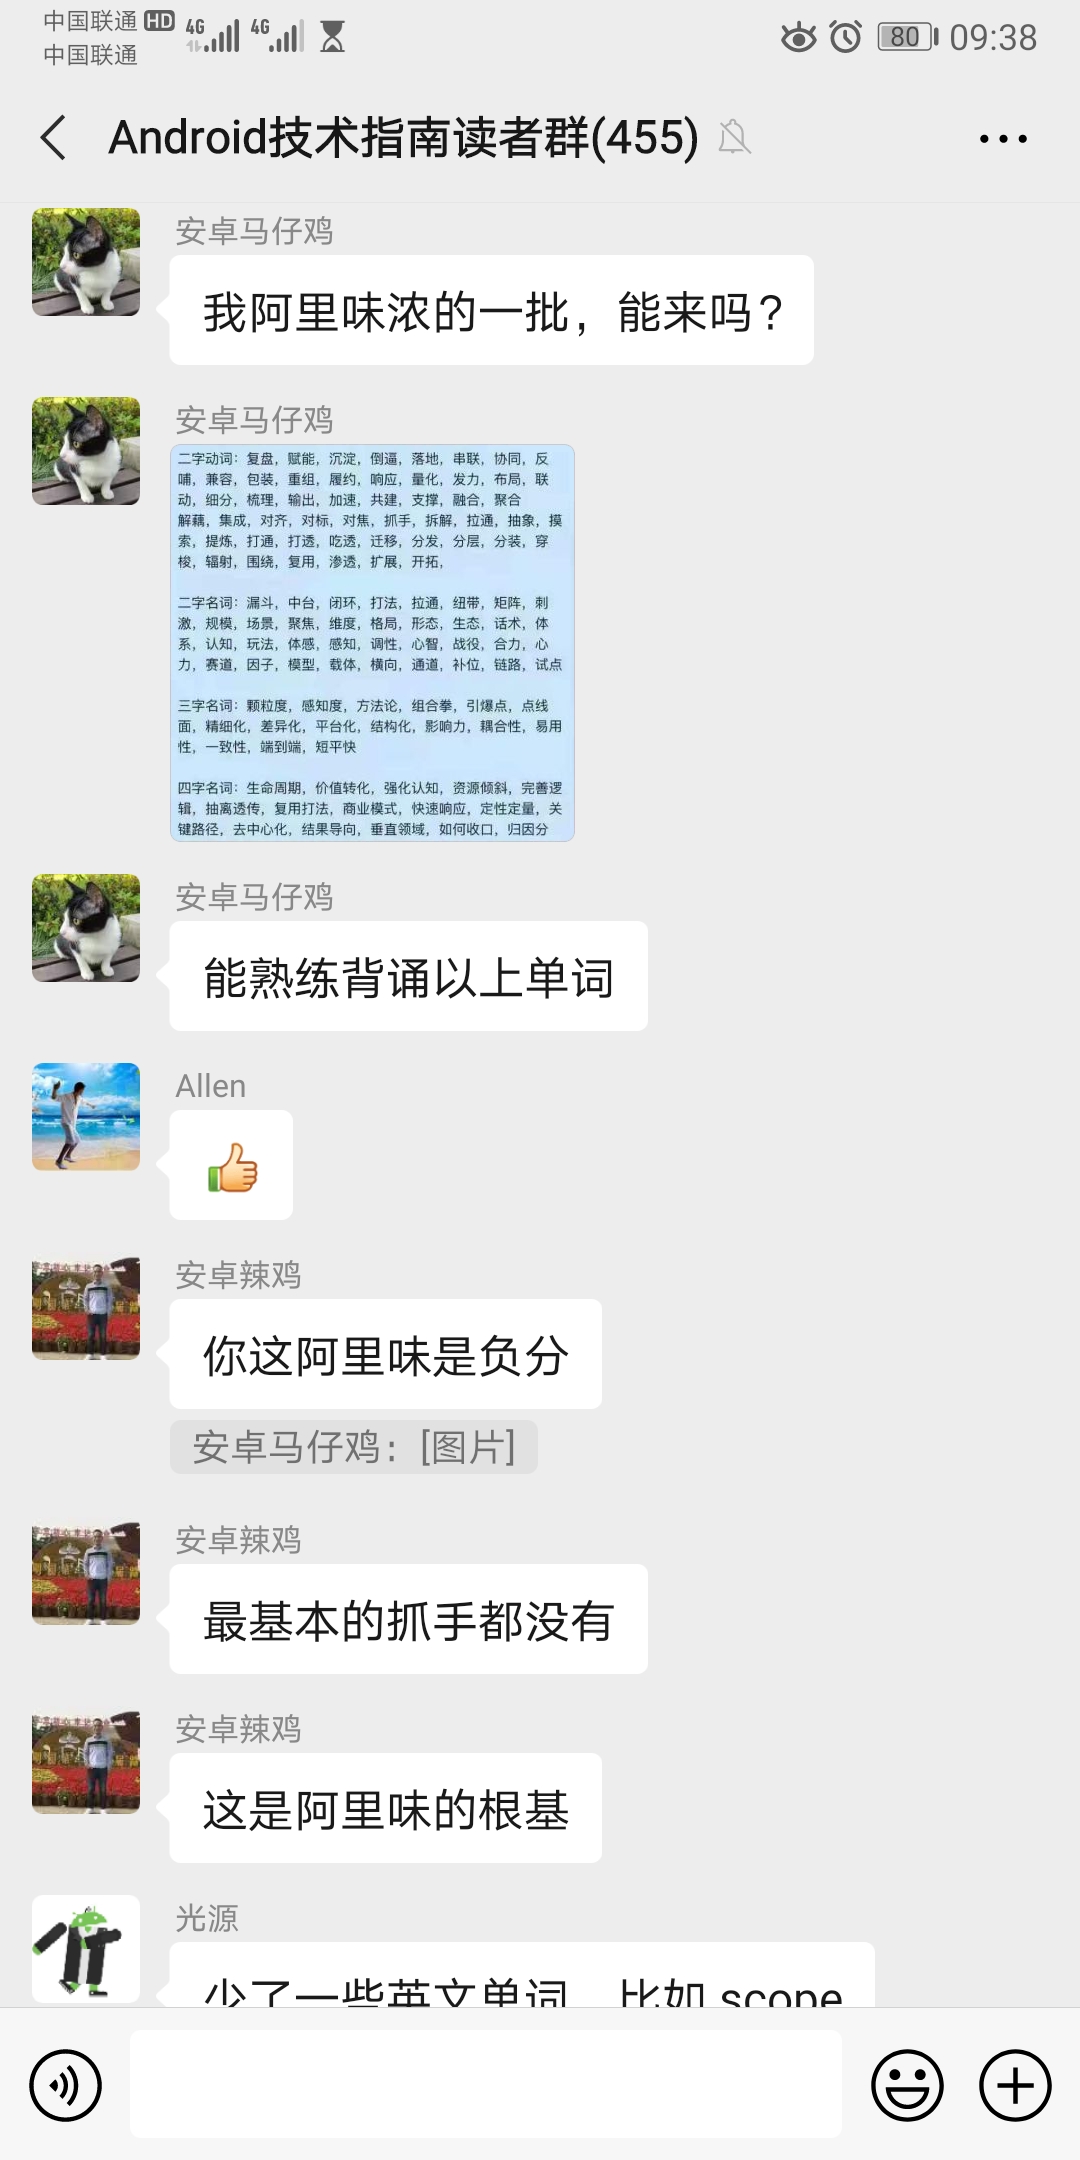 中国联通 HD 4G 4G 80 09:38
中国联通
Android技术指南读者群(455)
安卓马仔鸡
我阿里味浓的一批，能来吗？
安卓马仔鸡
二字动词：复盘，赋能，沉淀，倒逼，落地，串联，协同，反
哺，兼容，包装，重组，履约，响应，量化，发力，布局，联
动，细分，梳理，输出，加速，共建，支撑，融合，聚合
解藕，集成，对齐，对标，对焦，抓手，拆解，拉通，抽象，摸
索，提炼，打通，打透，吃透，迁移，分发，分层，分装，穿
梭，辐射，围绕，复用，渗透，扩展，开拓，
二字名词：漏斗，中台，闭环，打法，拉通，纽带，矩阵，刺
激，规模，场景，聚焦，维度，格局，形态，生态，话术，体
系，认知，玩法，体感，感知，调性，心智，战役，合力，心
力，赛道，因子，模型，载体，横向，通道，补位，链路，试点
三字名词：颗粒度，感知度，方法论，组合拳，引爆点，点线
面，精细化，差异化，平台化，结构化，影响力，耦合性，易用
性，一致性，端到端，短平快
四字名词：生命周期，价值转化，强化认知，资源倾斜，完善逻
辑，抽离透传，复用打法，商业模式，快速响应，定性定量，关
键路径，去中心化，结果导向，垂直领域，如何收口，归因分
安卓马仔鸡
能熟练背诵以上单词
Allen
安卓辣鸡
你这阿里味是负分
安卓马仔鸡：[图片]
安卓辣鸡
最基本的抓手都没有
安卓辣鸡
这是阿里味的根基
光源
少了一些英文单词 比如 scope